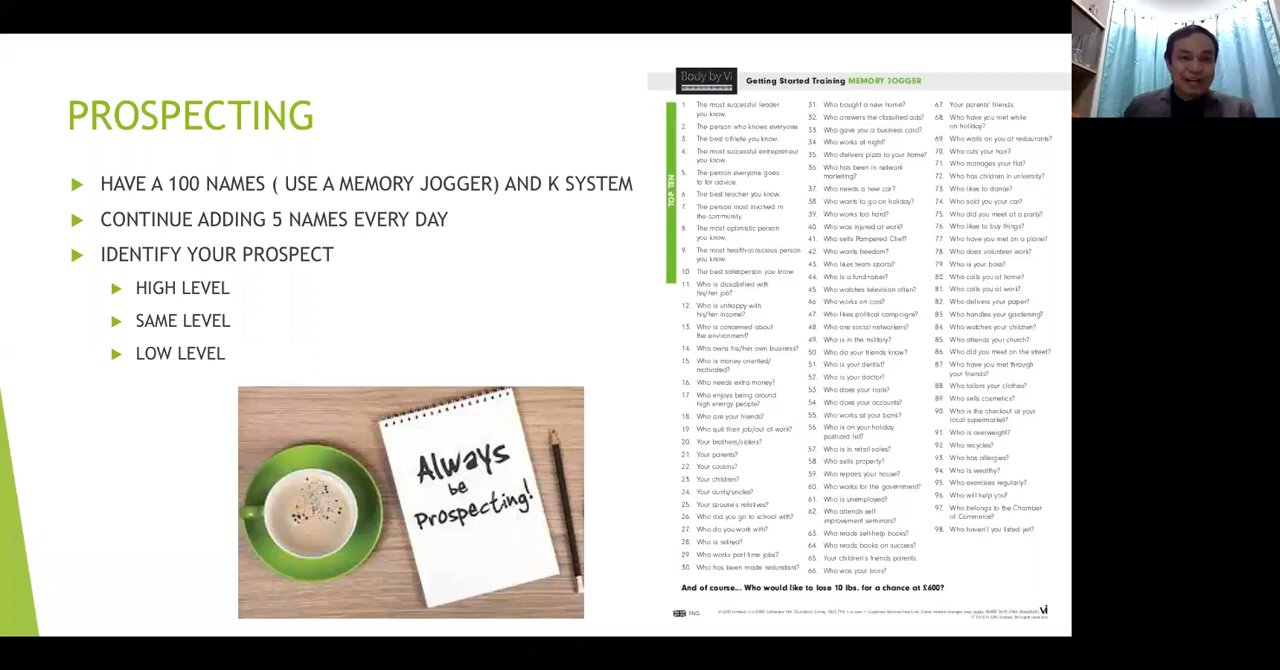 PROSPECTING
HAVE A 100 NAMES ( USE A MEMORY JOGGER) AND K SYSTEM
CONTINUE ADDING 5 NAMES EVERY DAY
IDENTIFY YOUR PROSPECT
HIGH LEVEL
SAME LEVEL
LOW LEVEL
Always
be
prospecting!
Body by Vi
Getting Started Training MEMORY JOGGER
TOP TEN
1. The most successful leader
you know.
2. The person who knows everyone.
3. The best athlete you know.
4. The most successful entrepreneur
you know.
5. The person everyone goes
to for advice.
6. The best teacher you know.
7. The person most involved in
the community.
8. The most optimistic person
you know.
9. The most health-conscious person
you know.
10. The best salesperson you know.
11. Who is dissatisfied with
his/her job?
12. Who is unhappy with
his/her income?
13. Who is concerned about
the environment?
14. Who owns his/her own business?
15. Who is money oriented/
motivated?
16. Who needs extra money?
17. Who enjoys being around
high energy people?
18. Who are your friends?
19. Who quit their job/out of work?
20. Your brothers/sisters?
21. Your parents?
22. Your cousins?
23. Your children?
24. Your aunts/uncles?
25. Your spouse's relatives?
26. Who did you go to school with?
27. Who do you work with?
28. Who is retired?
29. Who works part-time jobs?
30. Who has been made redundant?
31. Who bought a new home?
32. Who answers the classified ads?
33. Who gave you a business card?
34. Who works at night?
35. Who delivers pizza to your home?
36. Who has been in network
marketing?
37. Who needs a new car?
38. Who wants to go on holiday?
39. Who works too hard?
40. Who was injured at work?
41. Who sells Pampered Chef?
42. Who wants freedom?
43. Who likes team sports?
44. Who is a fund-raiser?
45. Who watches television often?
46. Who works on cars?
47. Who likes political campaigns?
48. Who are social networkers?
49. Who is in the military?
50. Who do your friends know?
51. Who is your dentist?
52. Who is your doctor?
53. Who does your nails?
54. Who does your accounts?
55. Who works at your bank?
56. Who is on your holiday
postcard list?
57. Who is in retail sales?
58. Who sells property?
59. Who repairs your house?
60. Who works for the government?
61. Who is unemployed?
62. Who attends self
improvement seminars?
63. Who reads self-help books?
64. Who reads books on success?
65. Your children's friends parents.
66. Who was your boss?
67. Your parents' friends.
68. Who have you met while
on holiday?
69. Who waits on you at restaurants?
70. Who cuts your hair?
71. Who manages your flat?
72. Who has children in university?
73. Who likes to dance?
74. Who sold you your car?
75. Who did you meet at a party?
76. Who likes to buy things?
77. Who have you met on a plane?
78. Who does volunteer work?
79. Who is your boss?
80. Who calls you at home?
81. Who calls you at work?
82. Who delivers your paper?
83. Who handles your gardening?
84. Who watches your children?
85. Who attends your church?
86. Who did you meet on the street?
87. Who have you met through
your friends?
88. Who tailors your clothes?
89. Who sells cosmetics?
90. Who is the checkout at your
local supermarket?
91. Who is overweight?
92. Who recycles?
93. Who has allergies?
94. Who is wealthy?
95. Who exercises regularly?
96. Who will help you?
97. Who belongs to the Chamber
of Commerce?
98. Who haven't you listed yet?
And of course... Who would like to lose 10 lbs. for a chance at £600?
ENG
Vi